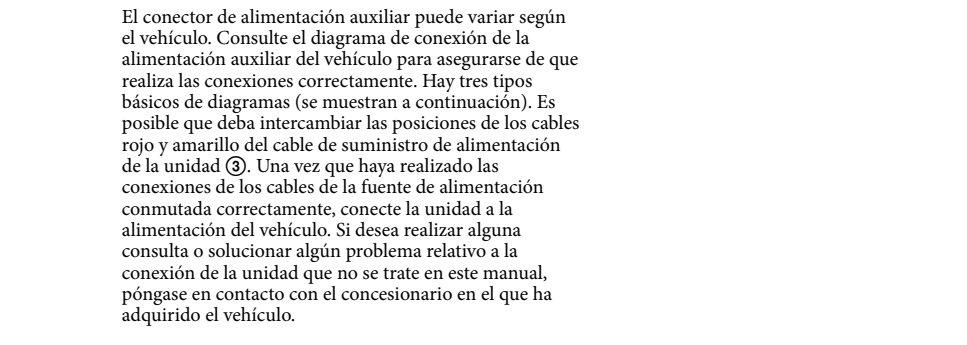 El conector de alimentación auxiliar puede variar según
el vehículo. Consulte el diagrama de conexión de la
alimentación auxiliar del vehículo para asegurarse de que
realiza las conexiones correctamente. Hay tres tipos
básicos de diagramas (se muestran a continuación). Es
posible que deba intercambiar las posiciones de los cables
rojo y amarillo del cable de suministro de alimentación
de la unidad ③. Una vez que haya realizado las
conexiones de los cables de la fuente de alimentación
conmutada correctamente, conecte la unidad a la
alimentación del vehículo. Si desea realizar alguna
consulta o solucionar algún problema relativo a la
conexión de la unidad que no se trate en este manual,
póngase en contacto con el concesionario en el que ha
adquirido el vehículo.